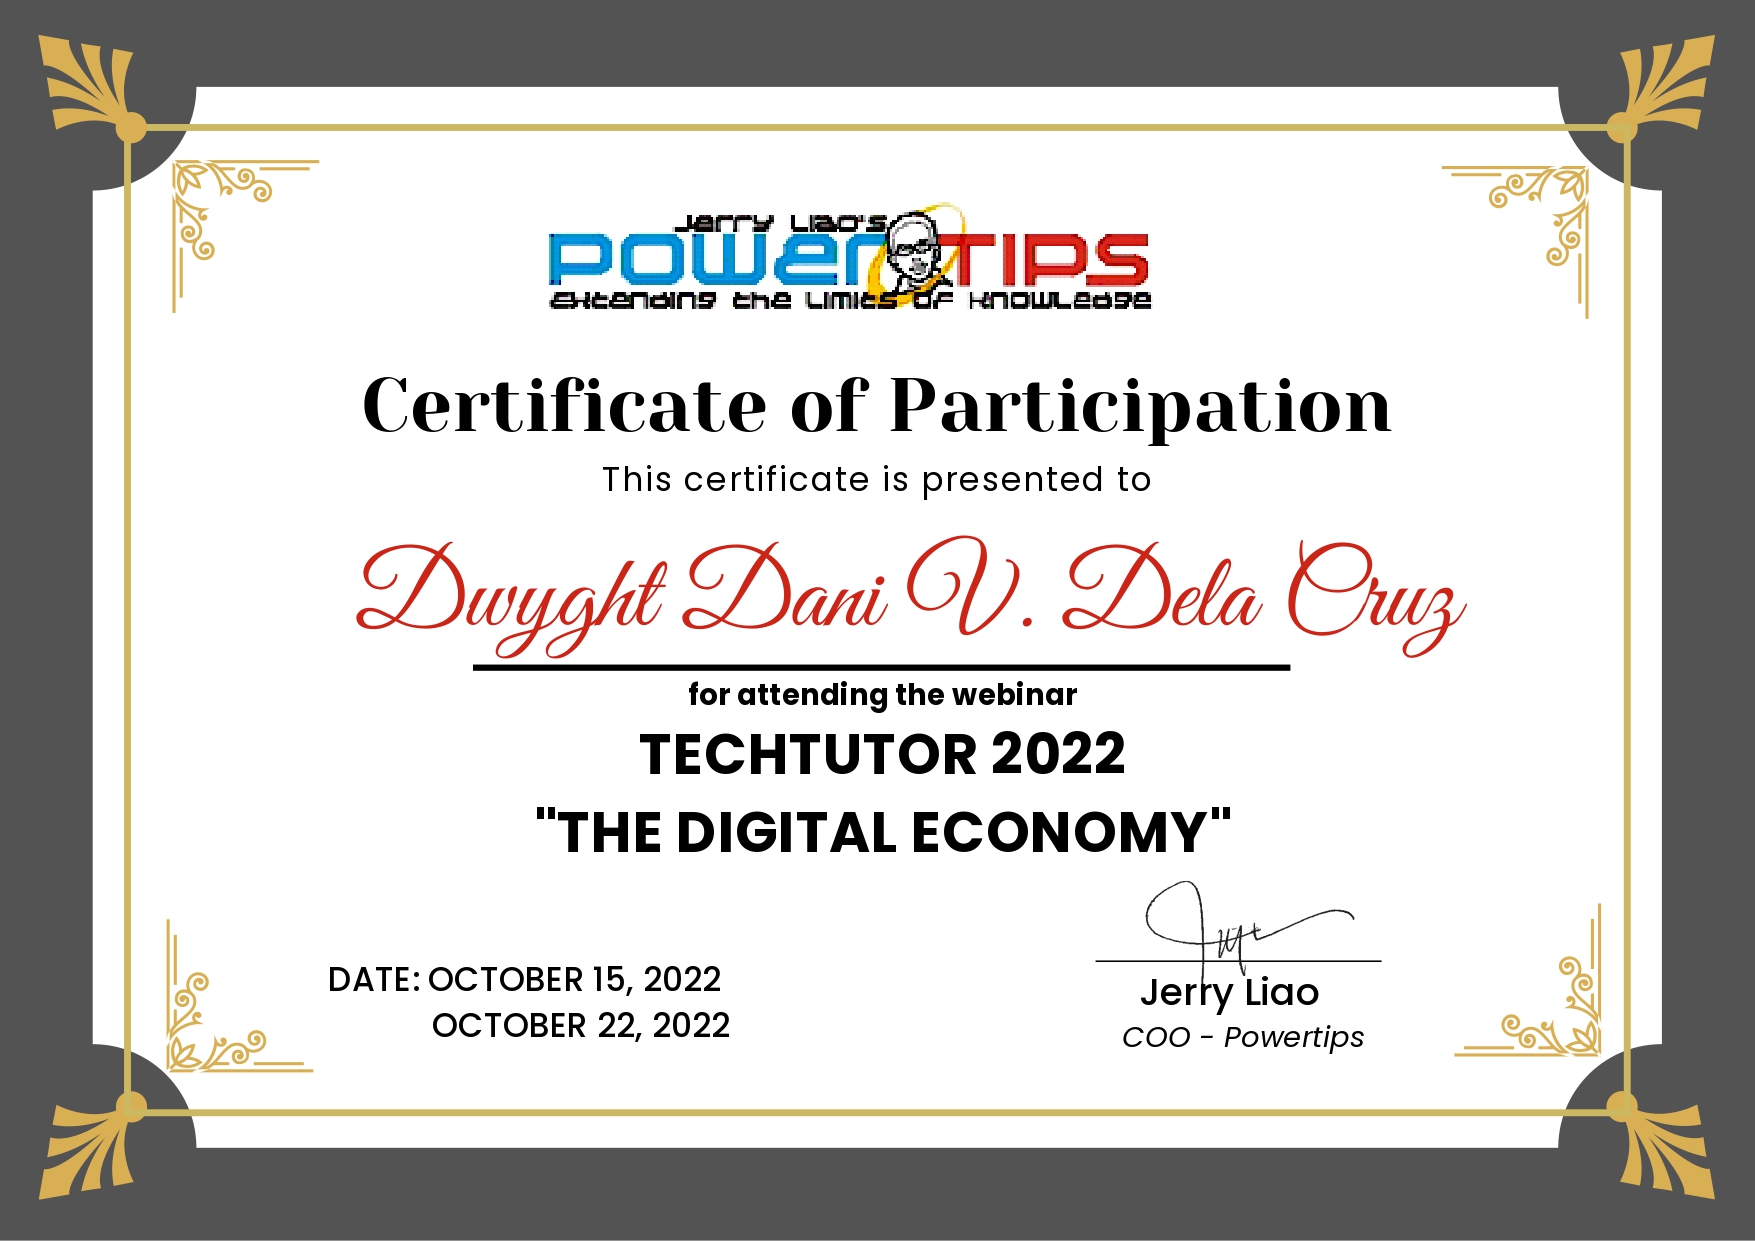 Jerry Liao's
POWER TIPS
Extending the Limits of Knowledge
Certificate of Participation
This certificate is presented to
Dwyght Dani V. Dela Cruz
for attending the webinar
TECHTUTOR 2022
"THE DIGITAL ECONOMY"
DATE: OCTOBER 15, 2022
OCTOBER 22, 2022
Jerry Liao
COO - Powertips